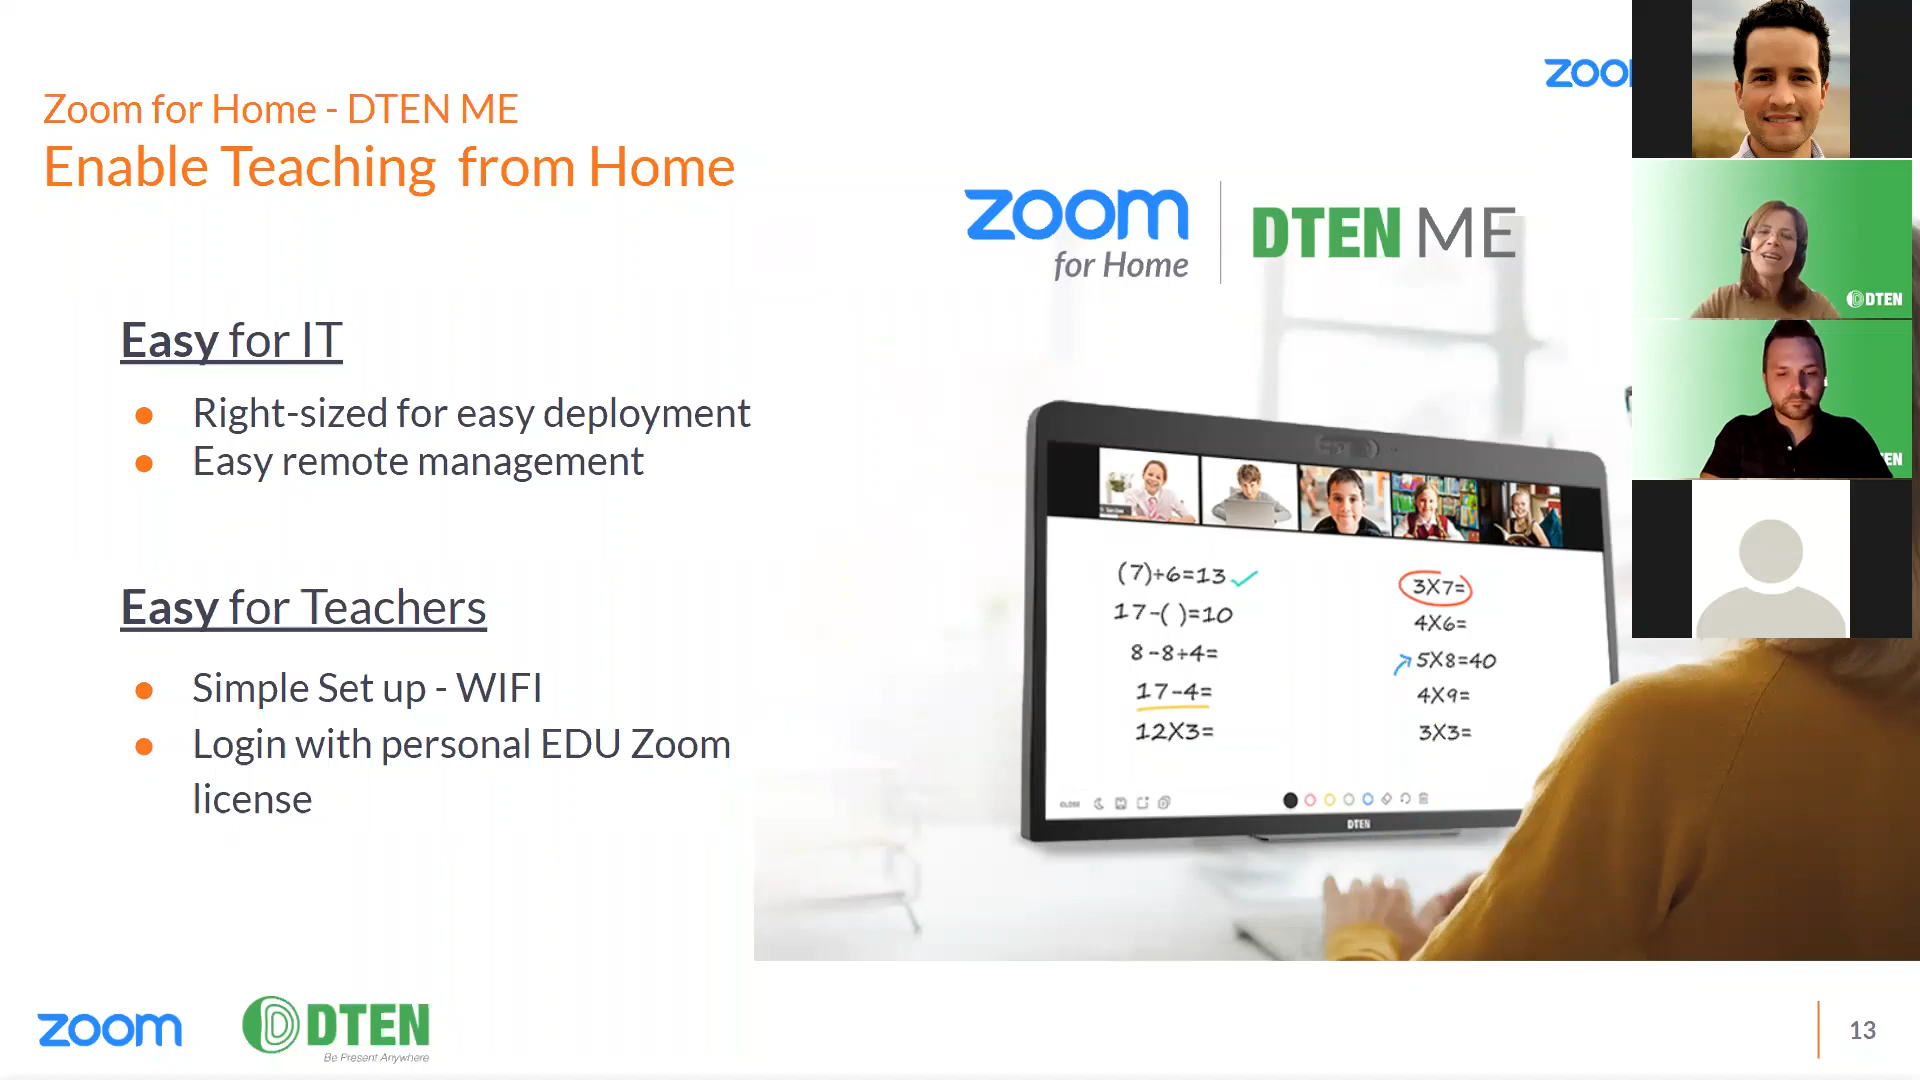 zoo
Zoom for Home - DTEN ME
Enable Teaching from Home
zoom
for Home
DTEN ME
DTEN
Easy for IT
Right-sized for easy deployment
Easy remote management
EN
(7)+6=13
17-( )=10
8-8+4=
17-4=
12X3=
3X7=
4X6=
5X8=40
4X9=
3X3=
CLOSE
DTEN
Easy for Teachers
Simple Set up - WIFI
Login with personal EDU Zoom
license
zoom
DTEN
Be Present Anywhere
13